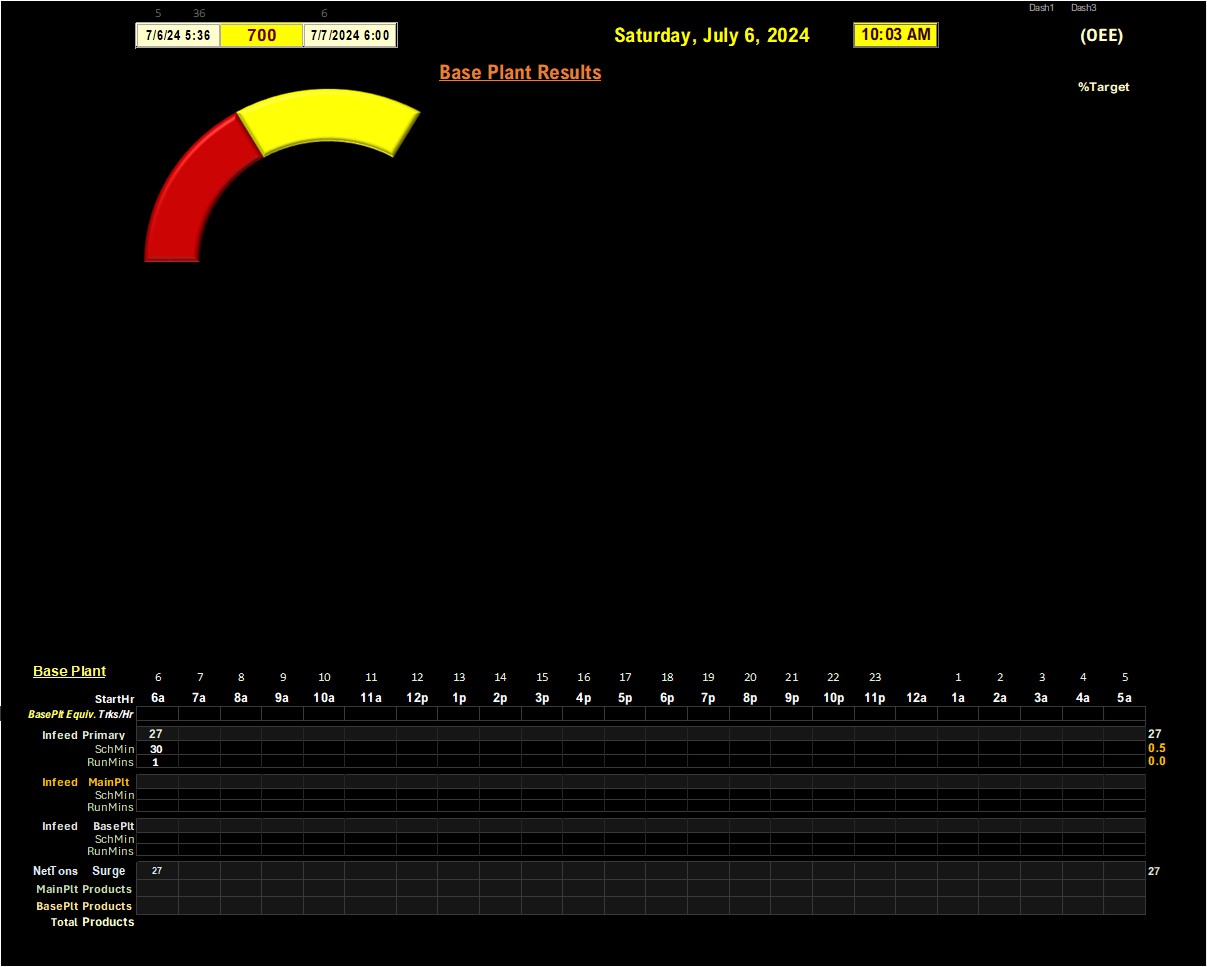 Dash1 Dash3
5 36 6
7/6/24 5:36 700 7/7/2024 6:00 Saturday, July 6, 2024 10:03 AM (OEE)
Base Plant Results
%Target
Base Plant 6 7 8 9 10 11 12 13 14 15 16 17 18 19 20 21 22 23 1 2 3 4 5
StartHr 6a 7a 8a 9a 10a 11a 12p 1p 2p 3p 4p 5p 6p 7p 8p 9p 10p 11p 12a 1a 2a 3a 4a 5a
BasePlt Equiv. Trks/Hr
Infeed Primary 27 27
SchMin 30 0.5
RunMins 1 0.0
Infeed MainPlt
SchMin
RunMins
Infeed BasePlt
SchMin
RunMins
NetTons Surge 27 27
MainPlt Products
BasePlt Products
Total Products